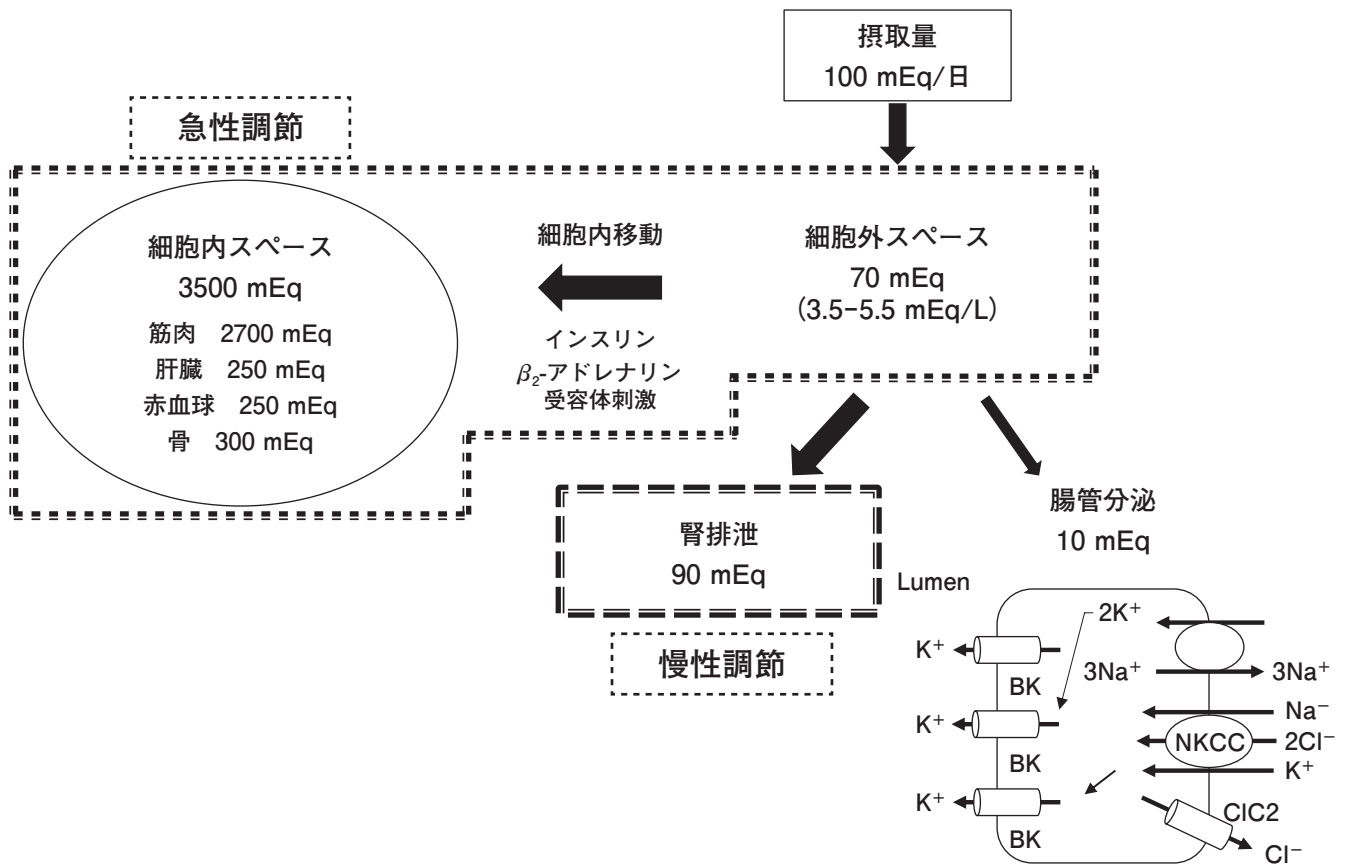 摂取量
100 mEq/日
急性調節
細胞内スペース
3500 mEq
筋肉 2700 mEq
肝臓 250 mEq
赤血球 250 mEq
骨 300 mEq
細胞内移動
インスリン
β₂-アドレナリン
受容体刺激
細胞外スペース
70 mEq
(3.5-5.5 mEq/L)
腎排泄
90 mEq
慢性調節
腸管分泌
10 mEq
Lumen
2K⁺
K⁺
BK
3Na⁺
3Na⁺
K⁺
BK
Na⁻
NKCC
2Cl⁻
K⁺
K⁺
BK
ClC2
Cl⁻